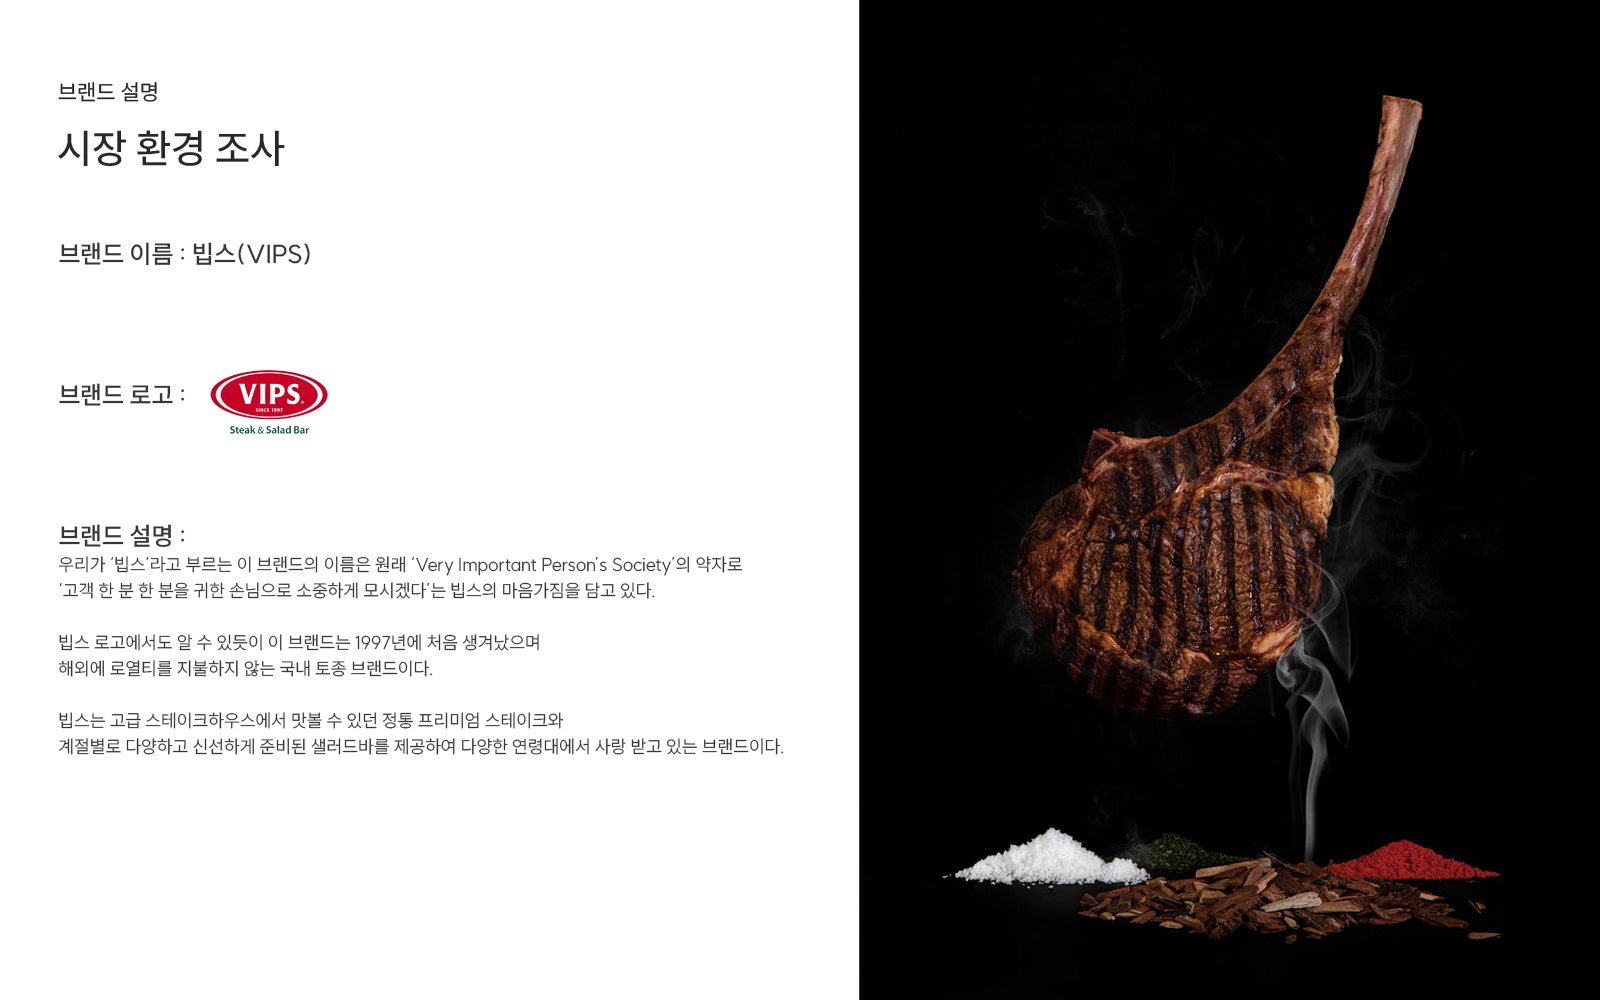 브랜드 설명
시장 환경 조사
브랜드 이름 : 빕스(VIPS)
브랜드 로고 :
VIPS
SINCE 1997
Steak & Salad Bar
브랜드 설명 :
우리가 ‘빕스’라고 부르는 이 브랜드의 이름은 원래 ‘Very Important Person’s Society’의 약자로
‘고객 한 분 한 분을 귀한 손님으로 소중하게 모시겠다’는 빕스의 마음가짐을 담고 있다.
빕스 로고에서도 알 수 있듯이 이 브랜드는 1997년에 처음 생겨났으며
해외에 로열티를 지불하지 않는 국내 토종 브랜드이다.
빕스는 고급 스테이크하우스에서 맛볼 수 있던 정통 프리미엄 스테이크와
계절별로 다양하고 신선하게 준비된 샐러드바를 제공하여 다양한 연령대에서 사랑 받고 있는 브랜드이다.